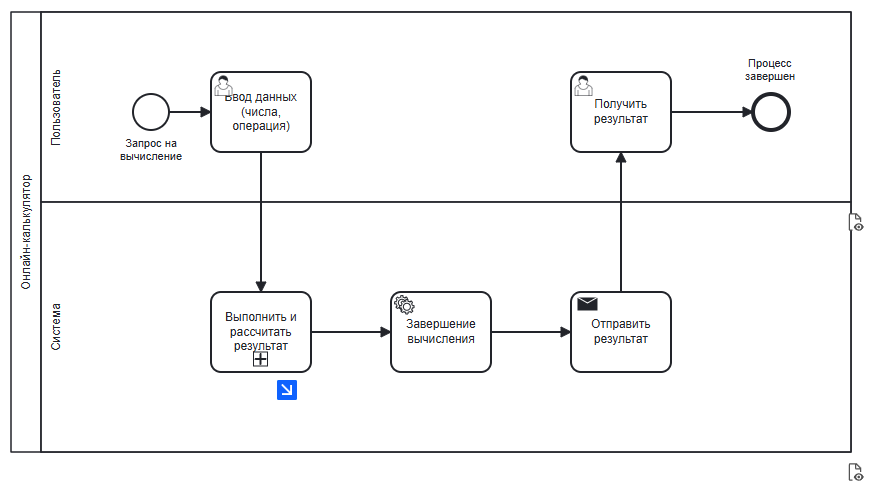 Онлайн-калькулятор
Пользователь
Запрос на
вычисление
Ввод данных
(числа,
операция)
Получить
результат
Процесс
завершен
Система
Выполнить и
рассчитать
результат
Завершение
вычисления
Отправить
результат